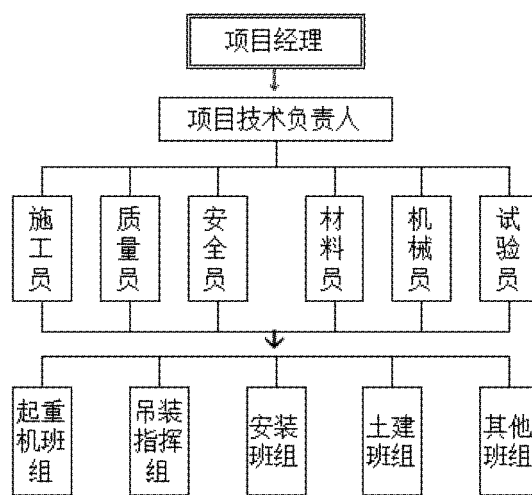 项目经理
项目技术负责人
施工员
质量员
安全员
材料员
机械员
试验员
起重
机班
组
吊装
指挥
组
安装
班组
土建
班组
其他
班组